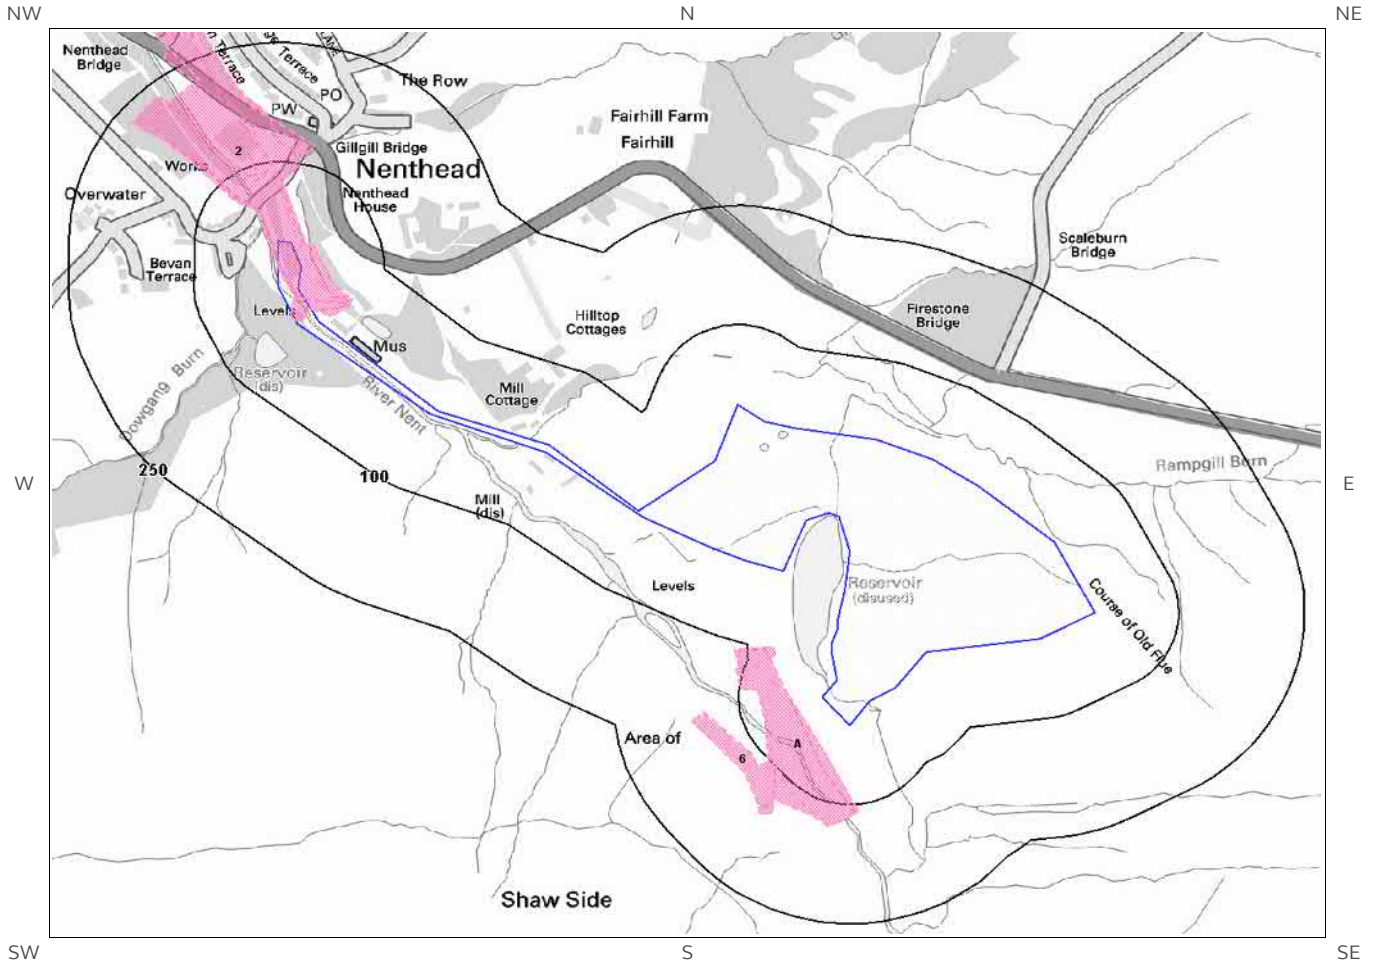 NW
N
NE
Nenthead
Bridge
Terrace
Terrace
LANE
The Row
PO
PW
Fairhill Farm
Fairhill
Gillgill Bridge
2
Nenthead
Works
Overwater
Nenthead
House
Scaleburn
Bridge
Bevan
Terrace
Levels
Hilltop
Cottages
Firestone
Bridge
Mus
Reservoir
(dis)
Dowgang Burn
River Nent
Mill
Cottage
250
100
Rampgill Burn
W
E
Mill
(dis)
Levels
Reservoir
(disused)
Course of Old Flue
Area of
A
6
Shaw Side
SW
S
SE